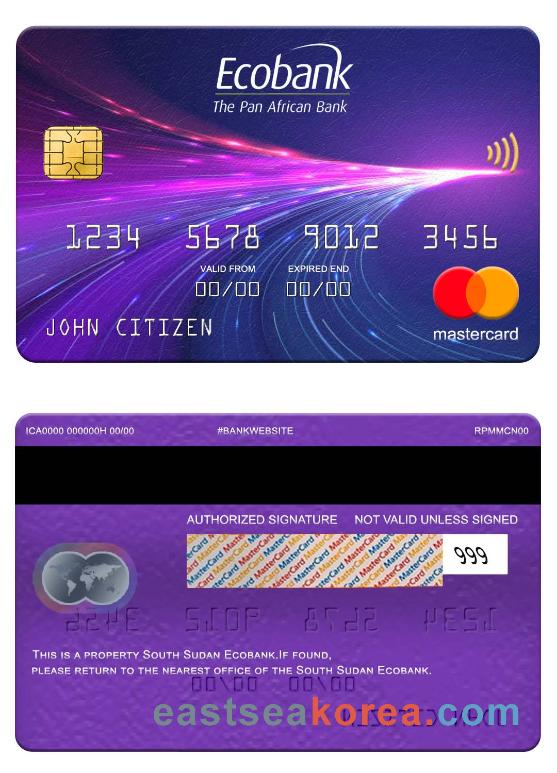 Ecobank
The Pan African Bank
1234 5678 9012 3456
VALID FROM EXPIRED END
00/00 00/00
JOHN CITIZEN
mastercard
ICA0000 000000H 00/00 #BANKWEBSITE RPMMCN00
AUTHORIZED SIGNATURE NOT VALID UNLESS SIGNED
MasterCard MasterCard MasterCard
999
THIS IS A PROPERTY SOUTH SUDAN ECOBANK.IF FOUND,
PLEASE RETURN TO THE NEAREST OFFICE OF THE SOUTH SUDAN ECOBANK.
00/00 00/00
eastseakorea.com